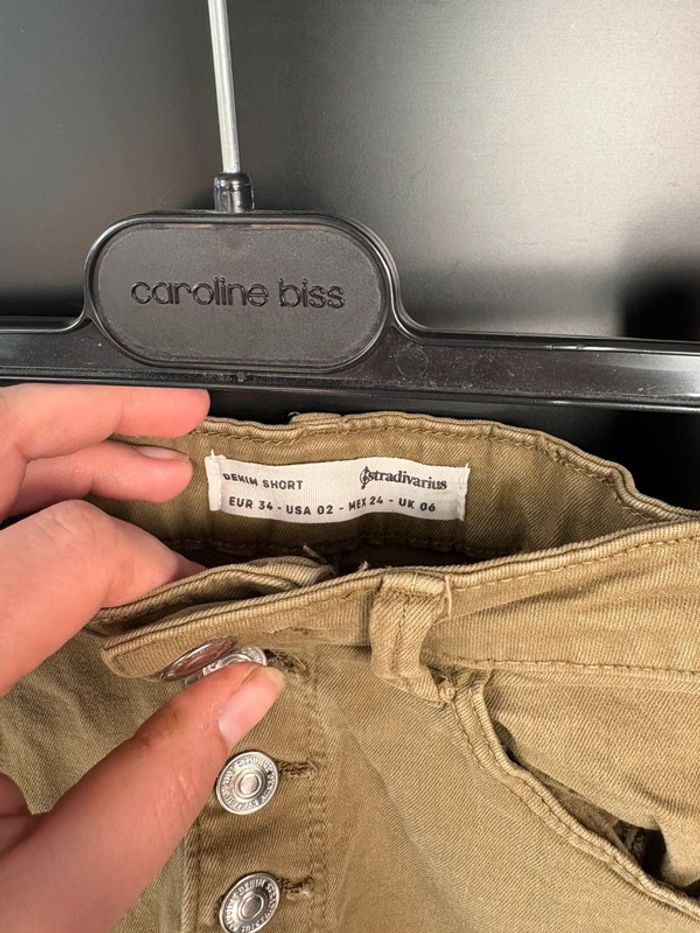 caroline biss
DENIM SHORT
stradivarius
EUR 34 - USA 02 - MEX 24 - UK 06